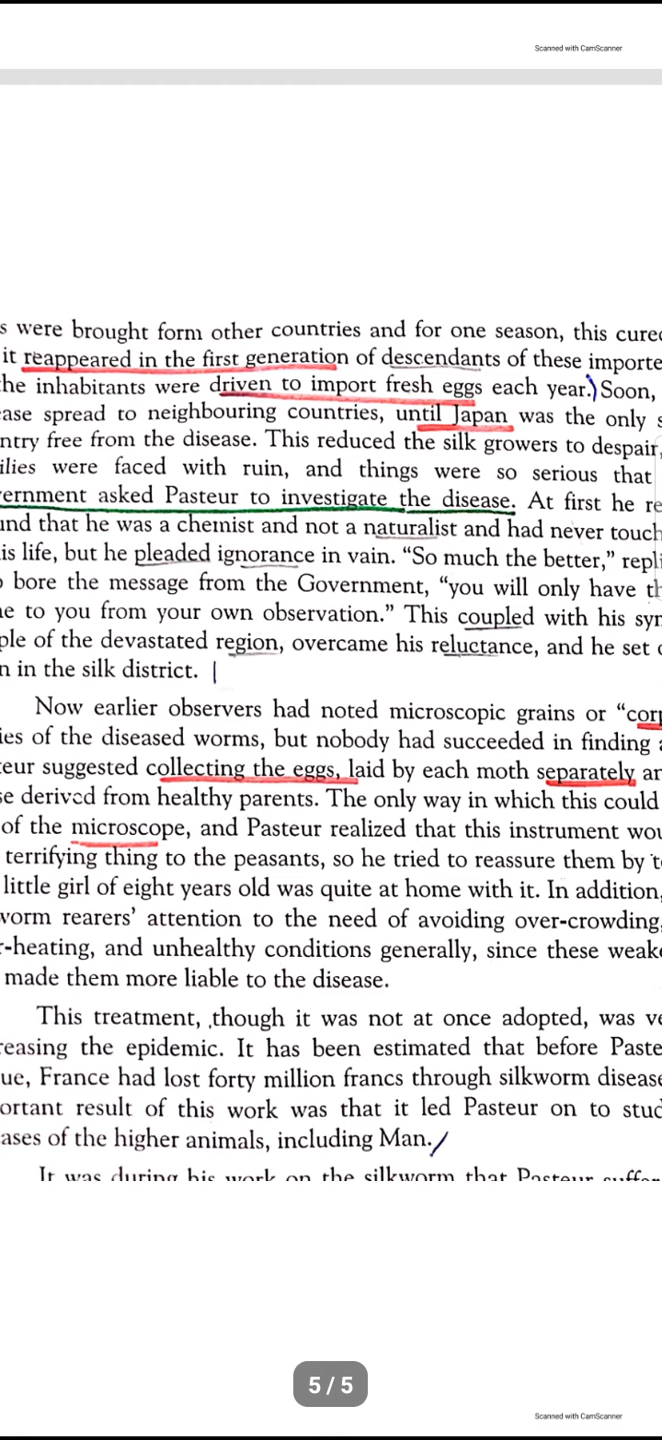 Scanned with CamScanner
s were brought form other countries and for one season, this cure
it reappeared in the first generation of descendants of these importe
he inhabitants were driven to import fresh eggs each year.) Soon,
ease spread to neighbouring countries, until Japan was the only s
ntry free from the disease. This reduced the silk growers to despair,
ilies were faced with ruin, and things were so serious that
ernment asked Pasteur to investigate the disease. At first he re
und that he was a chemist and not a naturalist and had never touch
is life, but he pleaded ignorance in vain. “So much the better,” repli
bore the message from the Government, “you will only have th
e to you from your own observation.” This coupled with his sym
ple of the devastated region, overcame his reluctance, and he set
n in the silk district. |
Now earlier observers had noted microscopic grains or “corp
ies of the diseased worms, but nobody had succeeded in finding
eur suggested collecting the eggs, laid by each moth separately an
se derived from healthy parents. The only way in which this could
of the microscope, and Pasteur realized that this instrument wou
terrifying thing to the peasants, so he tried to reassure them by t
little girl of eight years old was quite at home with it. In addition,
worm rearers’ attention to the need of avoiding over-crowding,
r-heating, and unhealthy conditions generally, since these weake
made them more liable to the disease.
This treatment, ,though it was not at once adopted, was ve
reasing the epidemic. It has been estimated that before Paste
ue, France had lost forty million francs through silkworm disease
ortant result of this work was that it led Pasteur on to stud
ases of the higher animals, including Man./
It was during his work on the silkworm that Pasteur suffer
5 / 5
Scanned with CamScanner